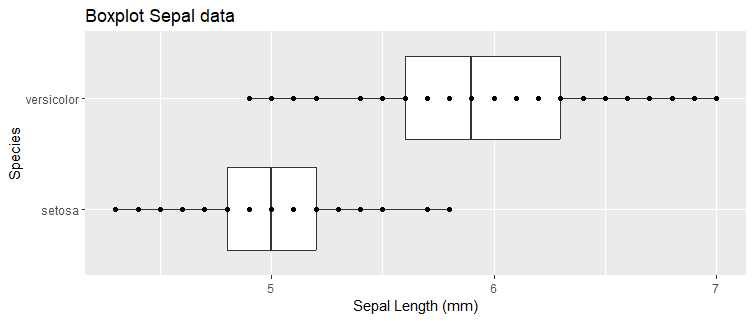 Boxplot Sepal data
Species
versicolor
setosa
5 6 7
Sepal Length (mm)